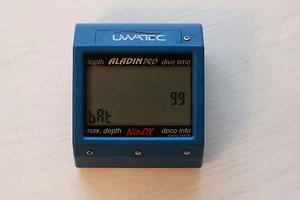 UWATEC
depth ALADIN PRO dive time
99
bAt
max. depth NitrOX deco info